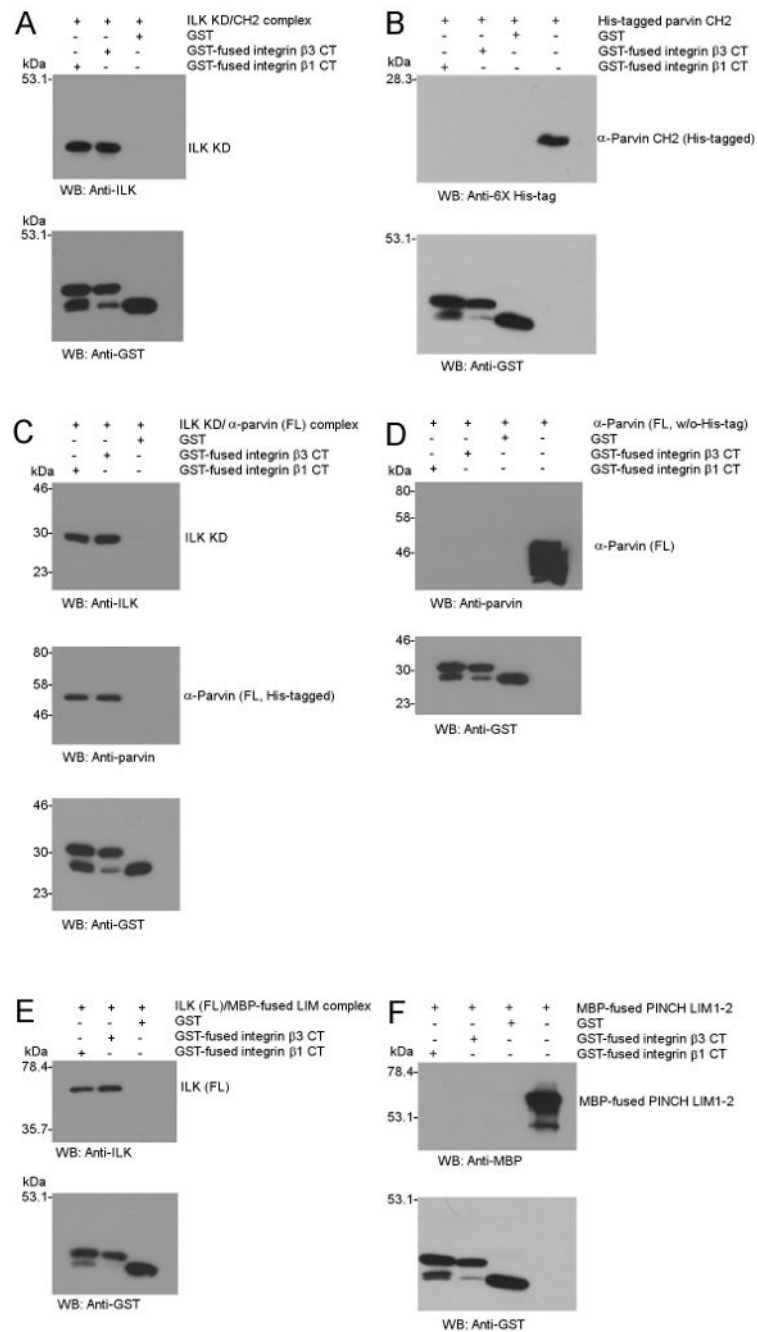 A
+ + + ILK KD/CH2 complex
- - + GST
- + - GST-fused integrin β3 CT
+ - - GST-fused integrin β1 CT
kDa
53.1-
ILK KD
WB: Anti-ILK
kDa
53.1-
WB: Anti-GST
B
+ + + + His-tagged parvin CH2
- - + - GST
- + - - GST-fused integrin β3 CT
+ - - - GST-fused integrin β1 CT
kDa
28.3-
α-Parvin CH2 (His-tagged)
WB: Anti-6X His-tag
53.1-
WB: Anti-GST
C
+ + + ILK KD/ α-parvin (FL) complex
- - + GST
- + - GST-fused integrin β3 CT
+ - - GST-fused integrin β1 CT
kDa
46-
30-
ILK KD
23-
WB: Anti-ILK
80-
58-
α-Parvin (FL, His-tagged)
46-
WB: Anti-parvin
46-
30-
23-
WB: Anti-GST
D
+ + + + α-Parvin (FL, w/o-His-tag)
- - + - GST
- + - - GST-fused integrin β3 CT
+ - - - GST-fused integrin β1 CT
kDa
80-
58-
46-
α-Parvin (FL)
WB: Anti-parvin
46-
30-
23-
WB: Anti-GST
E
+ + + ILK (FL)/MBP-fused LIM complex
- - + GST
- + - GST-fused integrin β3 CT
+ - - GST-fused integrin β1 CT
kDa
78.4-
ILK (FL)
35.7-
WB: Anti-ILK
kDa
53.1-
WB: Anti-GST
F
+ + + + MBP-fused PINCH LIM1-2
- - + - GST
- + - - GST-fused integrin β3 CT
+ - - - GST-fused integrin β1 CT
kDa
78.4-
MBP-fused PINCH LIM1-2
53.1-
WB: Anti-MBP
53.1-
WB: Anti-GST